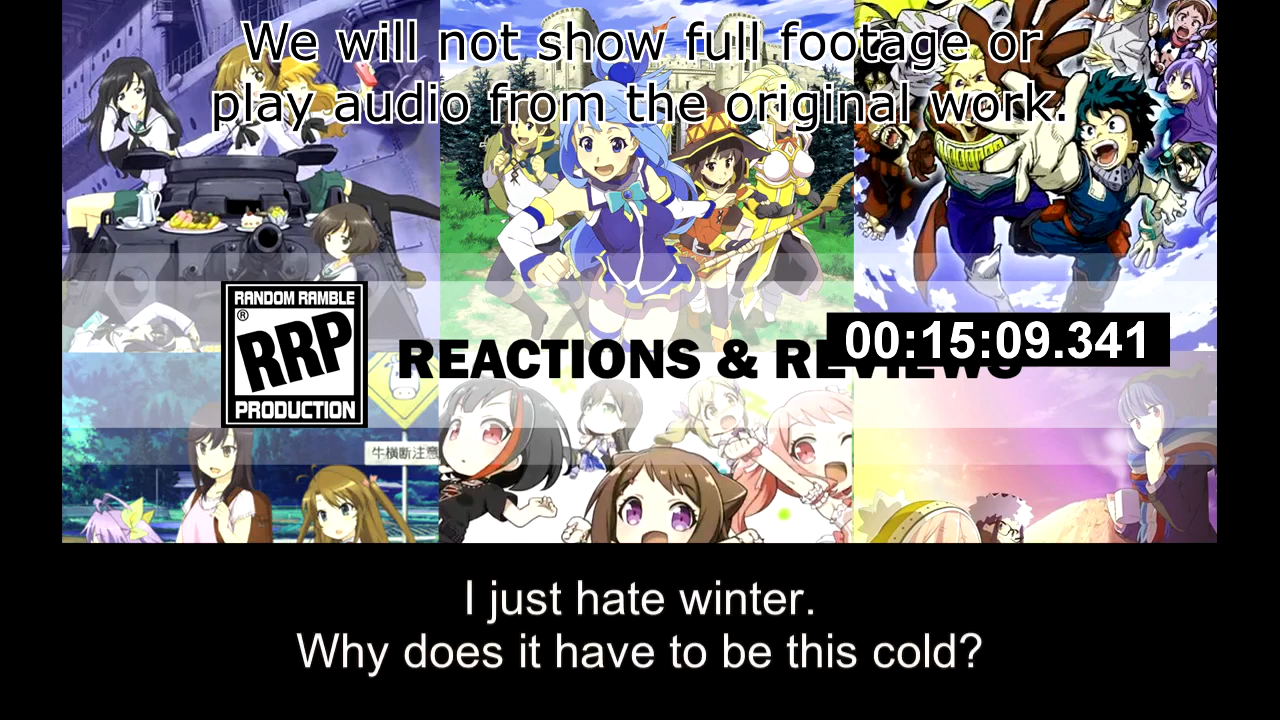 We will not show full footage or
play audio from the original work.
RANDOM RAMBLE
®
RRP
PRODUCTION
REACTIONS & REVIEWS
00:15:09.341
牛横断注意
I just hate winter.
Why does it have to be this cold?